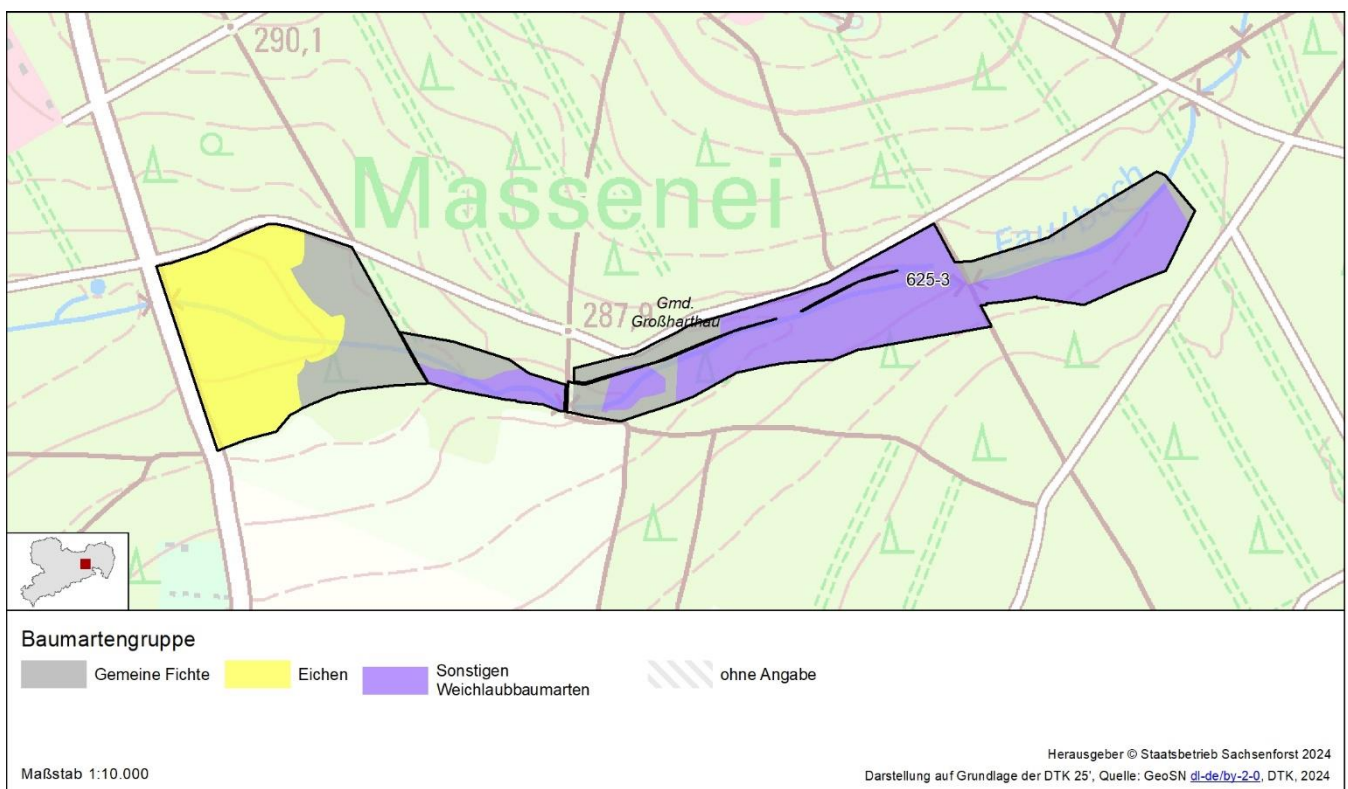 290,1
Massenei
Faulbach
625-3
287,9
Gmd.
Großharthau
Baumartengruppe
Gemeine Fichte
Eichen
Sonstigen
Weichlaubbaumarten
ohne Angabe
Maßstab 1:10.000
Herausgeber © Staatsbetrieb Sachsenforst 2024
Darstellung auf Grundlage der DTK 25', Quelle: GeoSN dl-de/by-2-0, DTK, 2024